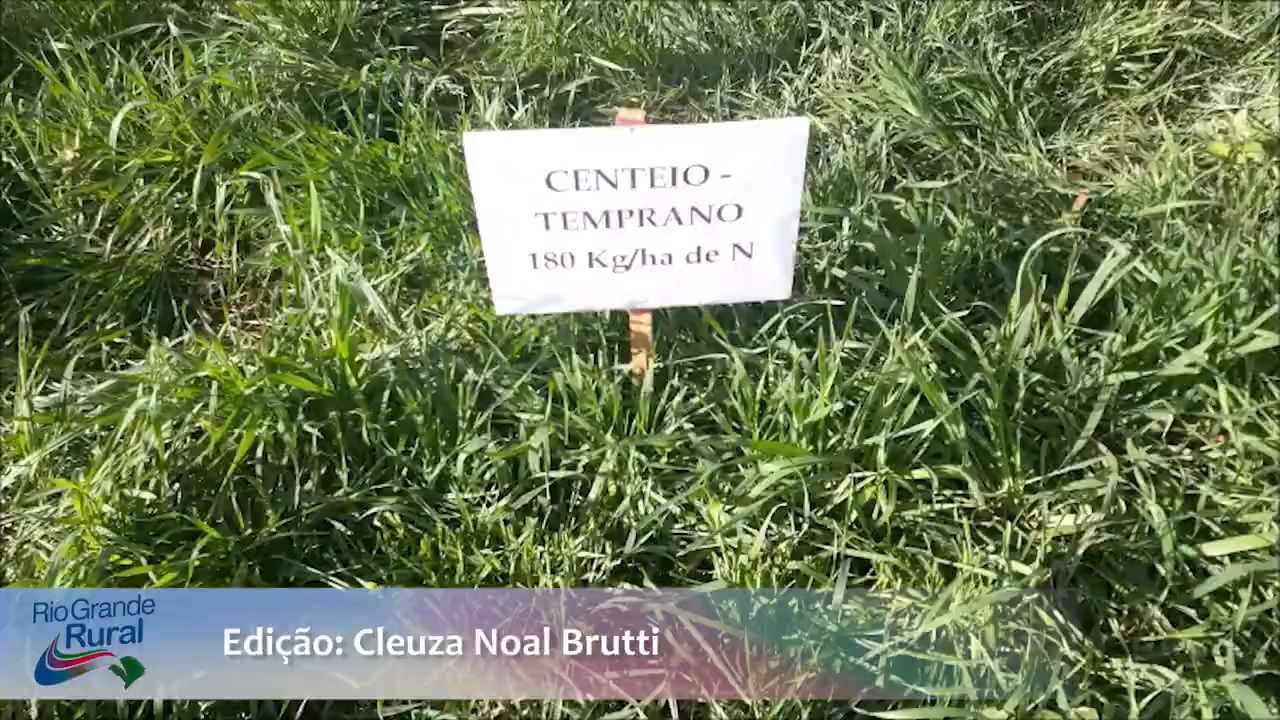 CENTEIO -
TEMPRANO
180 Kg/ha de N
Rio Grande
Rural
Edição: Cleuza Noal Brutti